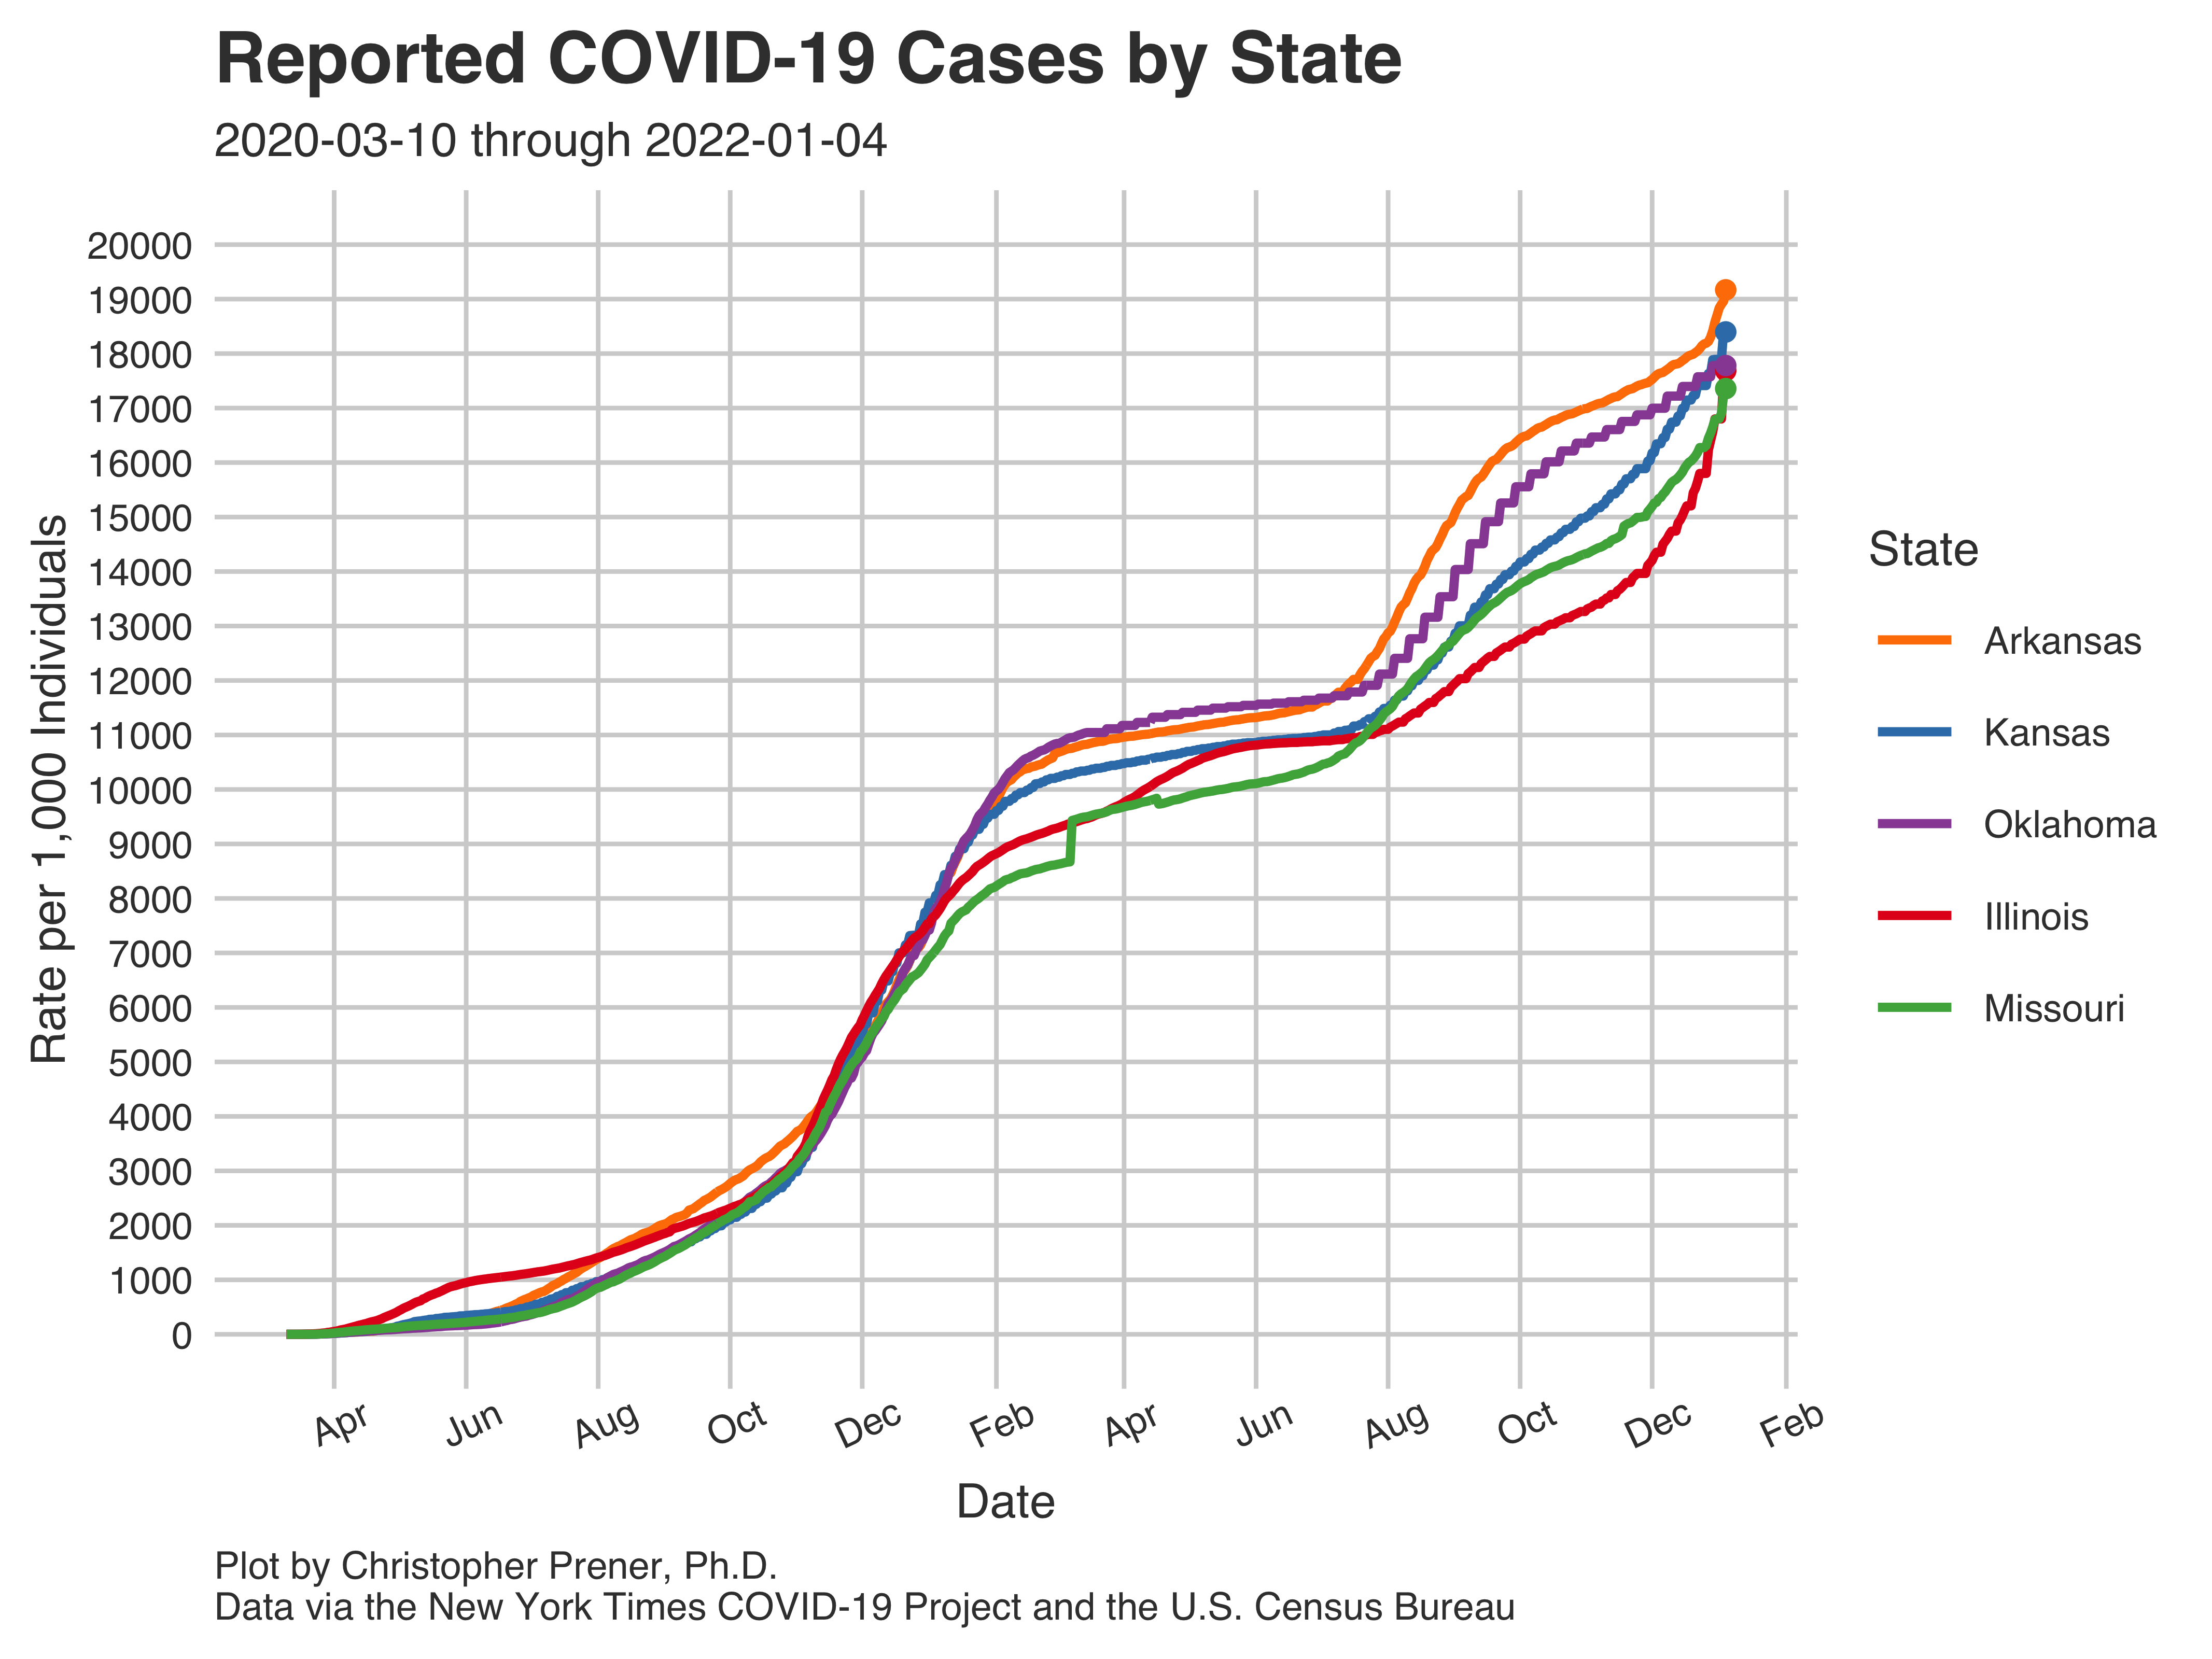 Reported COVID-19 Cases by State
2020-03-10 through 2022-01-04
Rate per 1,000 Individuals
20000
19000
18000
17000
16000
15000
14000
13000
12000
11000
10000
9000
8000
7000
6000
5000
4000
3000
2000
1000
0
Apr Jun Aug Oct Dec Feb Apr Jun Aug Oct Dec Feb
Date
State
Arkansas
Kansas
Oklahoma
Illinois
Missouri
Plot by Christopher Prener, Ph.D.
Data via the New York Times COVID-19 Project and the U.S. Census Bureau